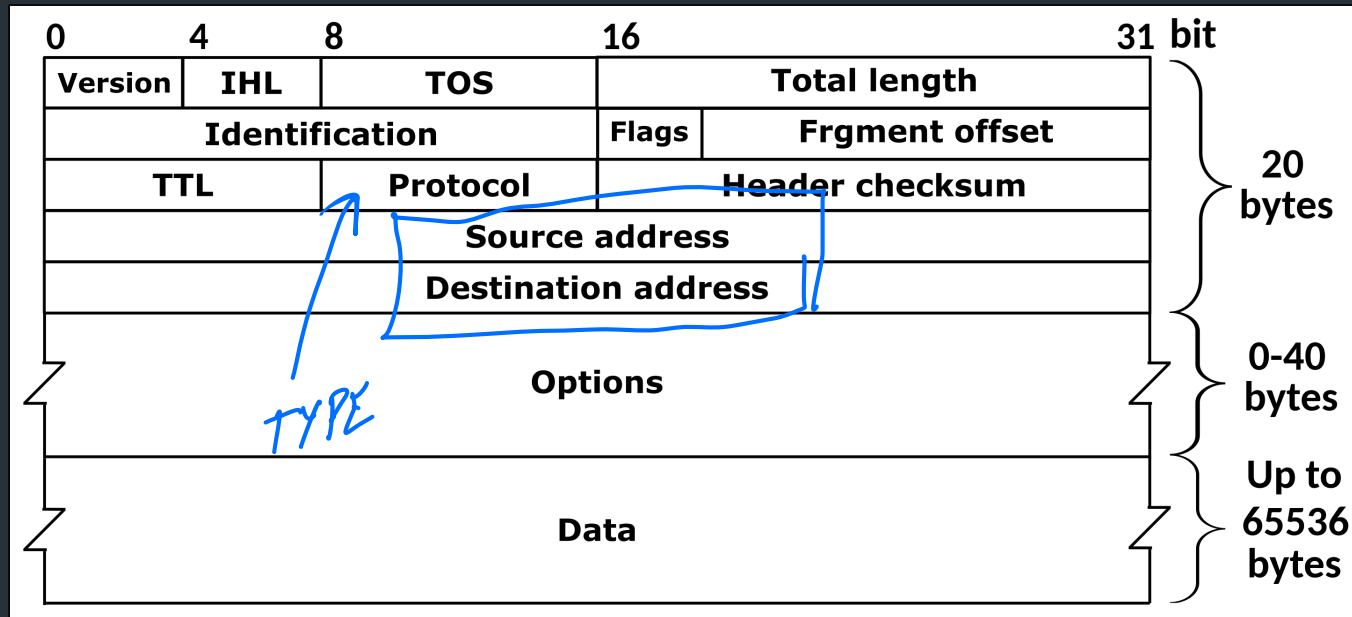 0 4 8 16 31 bit
Version IHL TOS Total length
Identification Flags Frgment offset
TTL Protocol Header checksum
Source address
Destination address
20
bytes
Options
0-40
bytes
TYPE
Data
Up to
65536
bytes